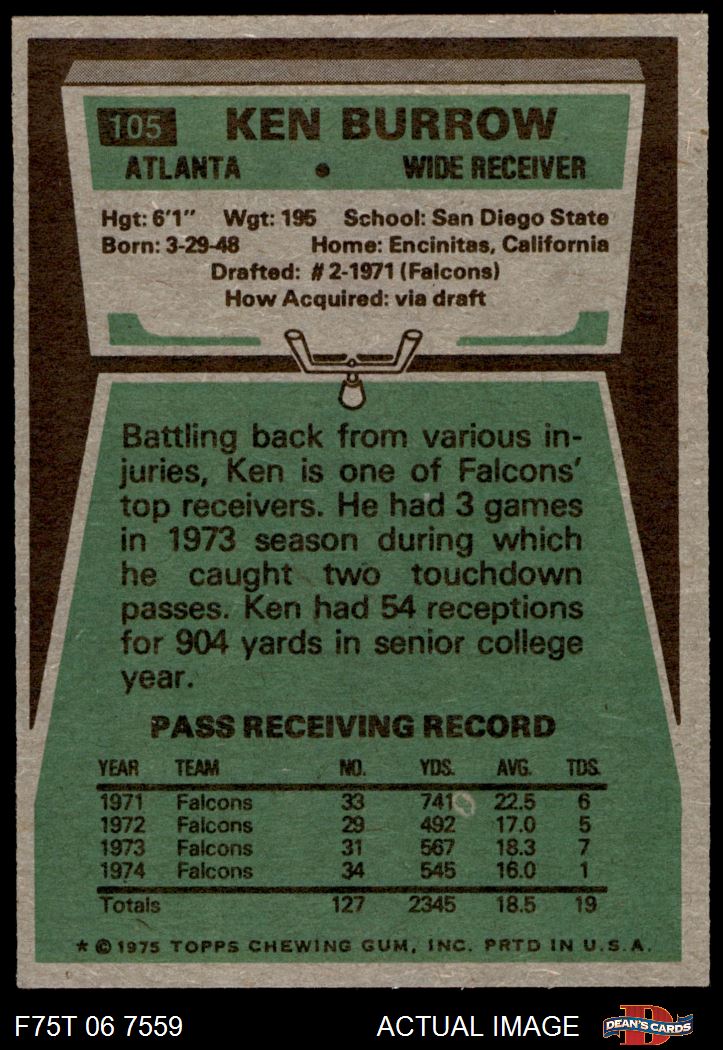 105 KEN BURROW
ATLANTA • WIDE RECEIVER
Hgt: 6'1" Wgt: 195 School: San Diego State
Born: 3-29-48 Home: Encinitas, California
Drafted: #2-1971 (Falcons)
How Acquired: via draft
Battling back from various in-
juries, Ken is one of Falcons'
top receivers. He had 3 games
in 1973 season during which
he caught two touchdown
passes. Ken had 54 receptions
for 904 yards in senior college
year.
PASS RECEIVING RECORD
YEAR TEAM NO. YDS. AVG. TDS.
1971 Falcons 33 741 22.5 6
1972 Falcons 29 492 17.0 5
1973 Falcons 31 567 18.3 7
1974 Falcons 34 545 16.0 1
Totals 127 2345 18.5 19
* © 1975 TOPPS CHEWING GUM, INC. PRTD IN U.S.A.
F75T 06 7559 ACTUAL IMAGE D DEAN'S CARDS